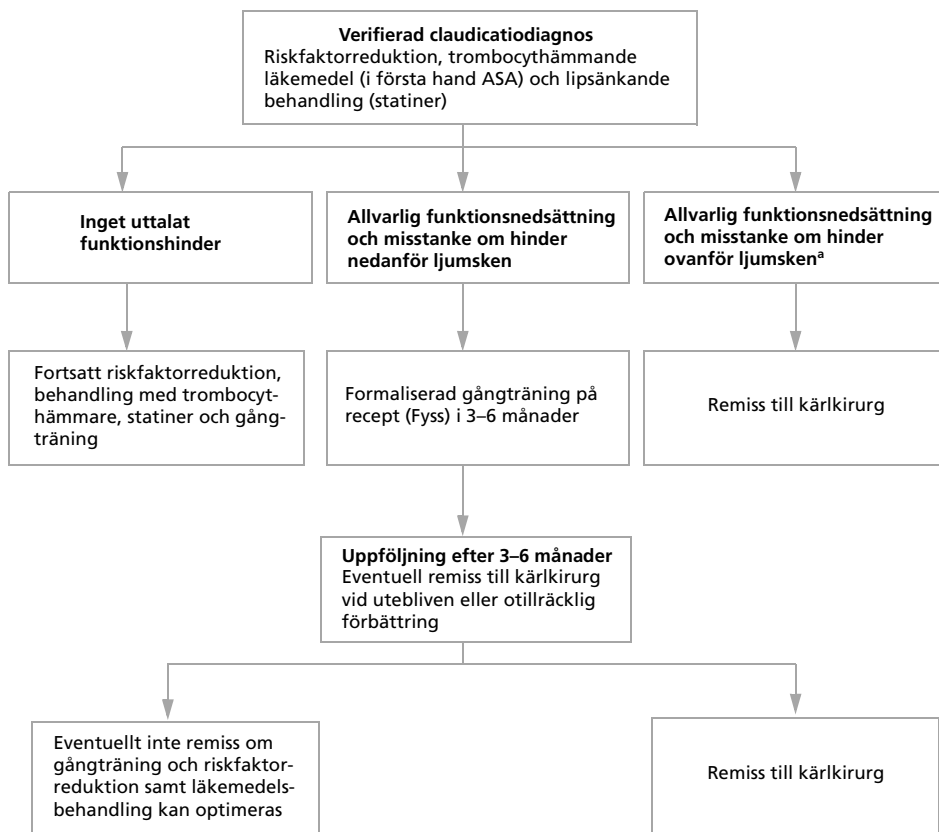 Verifierad claudicatiodiagnos
Riskfaktorreduktion, trombocythämmande
läkemedel (i första hand ASA) och lipsänkande
behandling (statiner)
Inget uttalat
funktionshinder
Allvarlig funktionsnedsättning
och misstanke om hinder
nedanför ljumsken
Allvarlig funktionsnedsättning
och misstanke om hinder
ovanför ljumskenᵃ
Fortsatt riskfaktorreduktion,
behandling med trombocyt-
hämmare, statiner och gång-
träning
Formaliserad gångträning på
recept (Fyss) i 3–6 månader
Remiss till kärlkirurg
Uppföljning efter 3–6 månader
Eventuell remiss till kärlkirurg
vid utebliven eller otillräcklig
förbättring
Eventuellt inte remiss om
gångträning och riskfaktor-
reduktion samt läkemedels-
behandling kan optimeras
Remiss till kärlkirurg